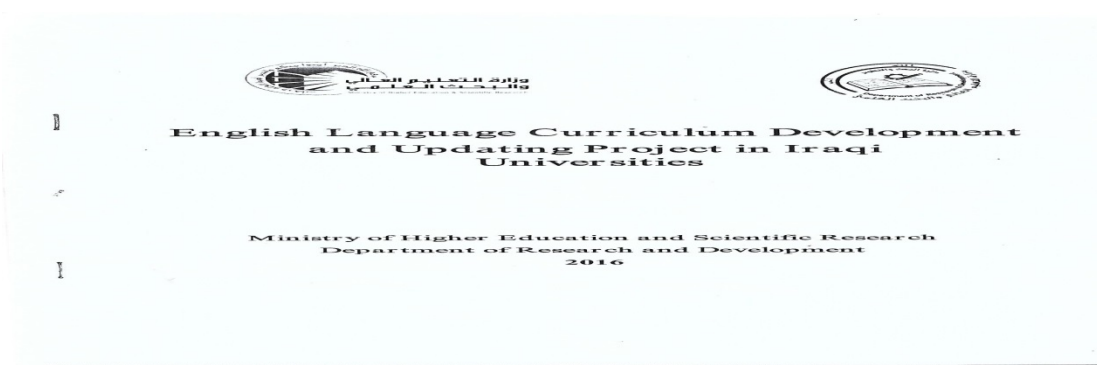 وزارة التعليم العالي
والبحث العلمي
English Language Curriculum Development
and Updating Project in Iraqi
Universities
Ministry of Higher Education and Scientific Research
Department of Research and Development
2016